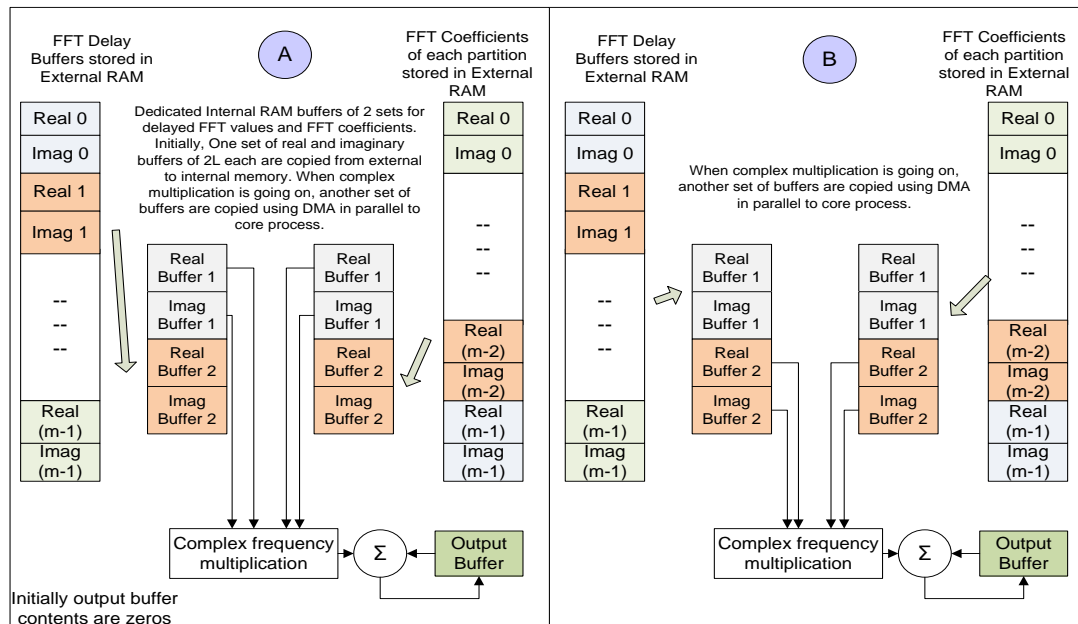 FFT Delay
Buffers stored in
External RAM
A
FFT Coefficients
of each partition
stored in External
RAM
Real 0
Imag 0
Real 1
Imag 1
--
--
--
Real
(m-1)
Imag
(m-1)
Dedicated Internal RAM buffers of 2 sets for
delayed FFT values and FFT coefficients.
Initially, One set of real and imaginary
buffers of 2L each are copied from external
to internal memory. When complex
multiplication is going on, another set of
buffers are copied using DMA in parallel to
core process.
Real
Buffer 1
Imag
Buffer 1
Real
Buffer 2
Imag
Buffer 2
Real
Buffer 1
Imag
Buffer 1
Real
Buffer 2
Imag
Buffer 2
Real 0
Imag 0
--
--
--
Real
(m-2)
Imag
(m-2)
Real
(m-1)
Imag
(m-1)
Complex frequency
multiplication
Σ
Output
Buffer
Initially output buffer
contents are zeros
FFT Delay
Buffers stored in
External RAM
B
FFT Coefficients
of each partition
stored in External
RAM
Real 0
Imag 0
Real 1
Imag 1
--
--
--
Real
(m-1)
Imag
(m-1)
When complex multiplication is going on,
another set of buffers are copied using DMA
in parallel to core process.
Real
Buffer 1
Imag
Buffer 1
Real
Buffer 2
Imag
Buffer 2
Real
Buffer 1
Imag
Buffer 1
Real
Buffer 2
Imag
Buffer 2
Real 0
Imag 0
--
--
--
Real
(m-2)
Imag
(m-2)
Real
(m-1)
Imag
(m-1)
Complex frequency
multiplication
Σ
Output
Buffer